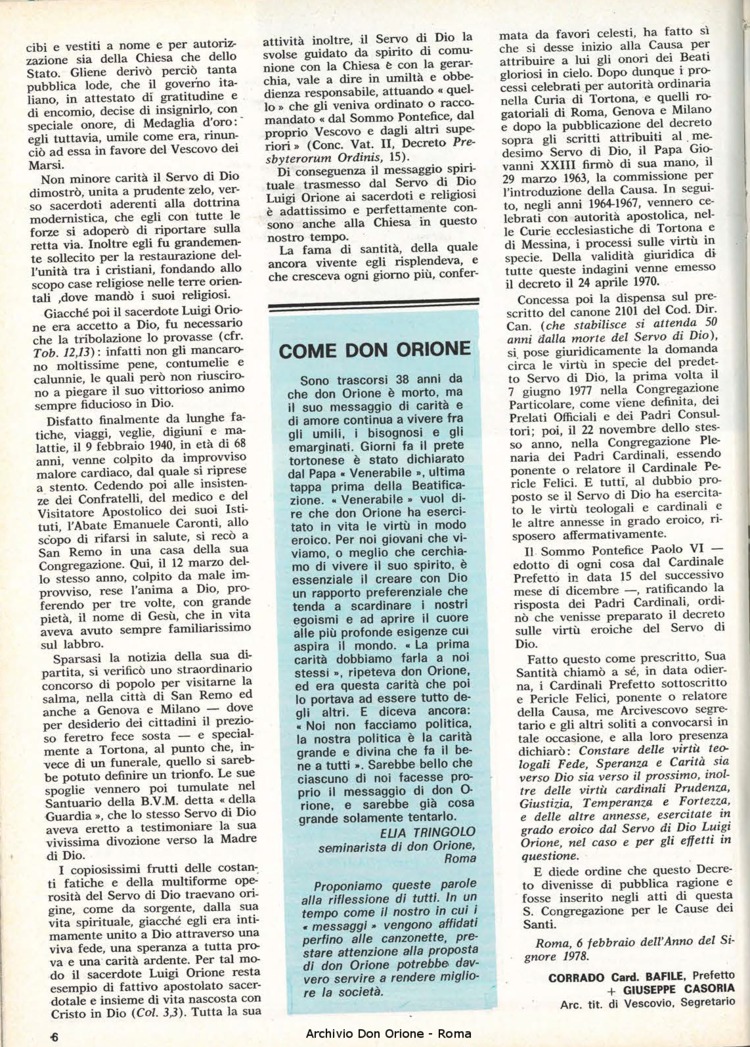 cibi e vestiti a nome e per autoriz-
zazione sia della Chiesa che dello
Stato. Gliene derivò perciò tanta
pubblica lode, che il governo ita-
liano, in attestato di gratitudine e
di encomio, decise di insignirlo, con
speciale onore, di Medaglia d'oro:
egli tuttavia, umile come era, rinun-
ciò ad essa in favore del Vescovo dei
Marsi.
Non minore carità il Servo di Dio
dimostrò, unita a prudente zelo, ver-
so sacerdoti aderenti alla dottrina
modernistica, che egli con tutte le
forze si adoperò di riportare sulla
retta via. Inoltre egli fu grandemen-
te sollecito per la restaurazione del-
l'unità tra i cristiani, fondando allo
scopo case religiose nelle terre orien-
tali ,dove mandò i suoi religiosi.
Giacché poi il sacerdote Luigi Orio-
ne era accetto a Dio, fu necessario
che la tribolazione lo provasse (cfr.
Tob. 12,13): infatti non gli mancaro-
no moltissime pene, contumelie e
calunnie, le quali però non riusciro-
no a piegare il suo vittorioso animo
sempre fiducioso in Dio.
Disfatto finalmente da lunghe fa-
tiche, viaggi, veglie, digiuni e ma-
lattie, il 9 febbraio 1940, in età di 68
anni, venne colpito da improvviso
malore cardiaco, dal quale si riprese
a stento. Cedendo poi alle insisten-
ze dei Confratelli, del medico e del
Visitatore Apostolico dei suoi Isti-
tuti, l'Abate Emanuele Caronti, allo
scopo di rifarsi in salute, si recò a
San Remo in una casa della sua
Congregazione. Qui, il 12 marzo del-
lo stesso anno, colpito da male im-
provviso, rese l'anima a Dio, pro-
ferendo per tre volte, con grande
pietà, il nome di Gesù, che in vita
aveva avuto sempre familiarissimo
sul labbro.
Sparsasi la notizia della sua di-
partita, si verificò uno straordinario
concorso di popolo per visitarne la
salma, nella città di San Remo ed
anche a Genova e Milano — dove
per desiderio dei cittadini il prezio-
so feretro fece sosta — e special-
mente a Tortona, al punto che, in-
vece di un funerale, quello si sareb-
be potuto definire un trionfo. Le sue
spoglie vennero poi tumulate nel
Santuario della B.V.M. detta « della
Guardia », che lo stesso Servo di Dio
aveva eretto a testimoniare la sua
vivissima divozione verso la Madre
di Dio.
I copiosissimi frutti delle costan-
ti fatiche e della multiforme ope-
rosità del Servo di Dio traevano ori-
gine, come da sorgente, dalla sua
vita spirituale, giacché egli era inti-
mamente unito a Dio attraverso una
viva fede, una speranza a tutta pro-
va e una carità ardente. Per tal mo-
do il sacerdote Luigi Orione resta
esempio di fattivo apostolato sacer-
dotale e insieme di vita nascosta con
Cristo in Dio (Col. 3,3). Tutta la sua
attività inoltre, il Servo di Dio la
svolse guidato da spirito di comu-
nione con la Chiesa e con la gerar-
chia, vale a dire in umiltà e obbe-
dienza responsabile, attuando « quel-
lo » che gli veniva ordinato o racco-
mandato « dal Sommo Pontefice, dal
proprio Vescovo e dagli altri supe-
riori » (Conc. Vat. II, Decreto Pre-
sbyterorum Ordinis, 15).
Di conseguenza il messaggio spiri-
tuale trasmesso dal Servo di Dio
Luigi Orione ai sacerdoti e religiosi
è adattissimo e perfettamente con-
sono anche alla Chiesa in questo
nostro tempo.
La fama di santità, della quale
ancora vivente egli risplendeva, e
che cresceva ogni giorno più, confer-
COME DON ORIONE
Sono trascorsi 38 anni da
che don Orione è morto, ma
il suo messaggio di carità e
di amore continua a vivere fra
gli umili, i bisognosi e gli
emarginati. Giorni fa il prete
tortonese è stato dichiarato
dal Papa « Venerabile », ultima
tappa prima della Beatifica-
zione. « Venerabile » vuol di-
re che don Orione ha eserci-
tato in vita le virtù in modo
eroico. Per noi giovani che vi-
viamo, o meglio che cerchia-
mo di vivere il suo spirito, è
essenziale il creare con Dio
un rapporto preferenziale che
tenda a scardinare i nostri
egoismi e ad aprire il cuore
alle più profonde esigenze cui
aspira il mondo. « La prima
carità dobbiamo farla a noi
stessi », ripeteva don Orione,
ed era questa carità che poi
lo portava ad essere tutto de-
gli altri. E diceva ancora:
« Noi non facciamo politica,
la nostra politica è la carità
grande e divina che fa il be-
ne a tutti ». Sarebbe bello che
ciascuno di noi facesse pro-
prio il messaggio di don O-
rione, e sarebbe già cosa
grande solamente tentarlo.
ELIA TRINGOLO
seminarista di don Orione,
Roma
Proponiamo queste parole
alla riflessione di tutti. In un
tempo come il nostro in cui i
« messaggi » vengono affidati
perfino alle canzonette, pre-
stare attenzione alla proposta
di don Orione potrebbe dav-
vero servire a rendere miglio-
re la società.
mata da favori celesti, ha fatto sì
che si desse inizio alla Causa per
attribuire a lui gli onori dei Beati
gloriosi in cielo. Dopo dunque i pro-
cessi celebrati per autorità ordinaria
nella Curia di Tortona, e quelli ro-
gatoriali di Roma, Genova e Milano
e dopo la pubblicazione del decreto
sopra gli scritti attribuiti al me-
desimo Servo di Dio, il Papa Gio-
vanni XXIII firmò di sua mano, il
29 marzo 1963, la commissione per
l'introduzione della Causa. In segui-
to, negli anni 1964-1967, vennero ce-
lebrati con autorità apostolica, nel-
le Curie ecclesiastiche di Tortona e
di Messina, i processi sulle virtù in
specie. Della validità giuridica di
tutte queste indagini venne emesso
il decreto il 24 aprile 1970.
Concessa poi la dispensa sul pre-
scritto del canone 2101 del Cod. Dir.
Can. (che stabilisce si attenda 50
anni dalla morte del Servo di Dio),
si pose giuridicamente la domanda
circa le virtù in specie del predet-
to Servo di Dio, la prima volta il
7 giugno 1977 nella Congregazione
Particolare, come viene definita, dei
Prelati Officiali e dei Padri Consul-
tori; poi, il 22 novembre dello stes-
so anno, nella Congregazione Ple-
naria dei Padri Cardinali, essendo
ponente o relatore il Cardinale Pe-
ricle Felici. E tutti, al dubbio pro-
posto se il Servo di Dio ha esercita-
to le virtù teologali e cardinali e
le altre annesse in grado eroico, ri-
sposero affermativamente.
Il Sommo Pontefice Paolo VI —
edotto di ogni cosa dal Cardinale
Prefetto in data 15 del successivo
mese di dicembre —, ratificando la
risposta dei Padri Cardinali, ordi-
nò che venisse preparato il decreto
sulle virtù eroiche del Servo di
Dio.
Fatto questo come prescritto, Sua
Santità chiamò a sé, in data odier-
na, i Cardinali Prefetto sottoscritto
e Pericle Felici, ponente o relatore
della Causa, me Arcivescovo segre-
tario e gli altri soliti a convocarsi in
tale occasione, e alla loro presenza
dichiarò: Constare delle virtù teo-
logali Fede, Speranza e Carità sia
verso Dio sia verso il prossimo, inol-
tre delle virtù cardinali Prudenza,
Giustizia, Temperanza e Fortezza,
e delle altre annesse, esercitate in
grado eroico dal Servo di Dio Luigi
Orione, nel caso e per gli effetti in
questione.
E diede ordine che questo Decre-
to divenisse di pubblica ragione e
fosse inserito negli atti di questa
S. Congregazione per le Cause dei
Santi.
Roma, 6 febbraio dell'Anno del Si-
gnore 1978.
CORRADO Card. BAFILE, Prefetto
+ GIUSEPPE CASORIA
Arc. tit. di Vescovio, Segretario
6
Archivio Don Orione - Roma